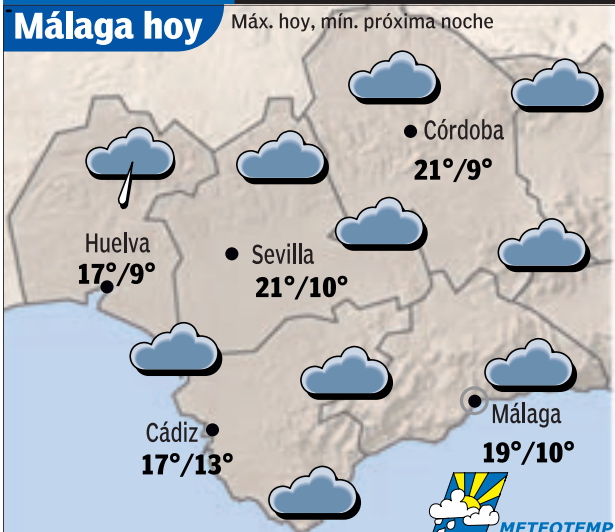 Málaga hoy
Máx. hoy, mín. próxima noche
Córdoba
21°/9°
Huelva
17°/9°
Sevilla
21°/10°
Málaga
19°/10°
Cádiz
17°/13°
METEOTEMP